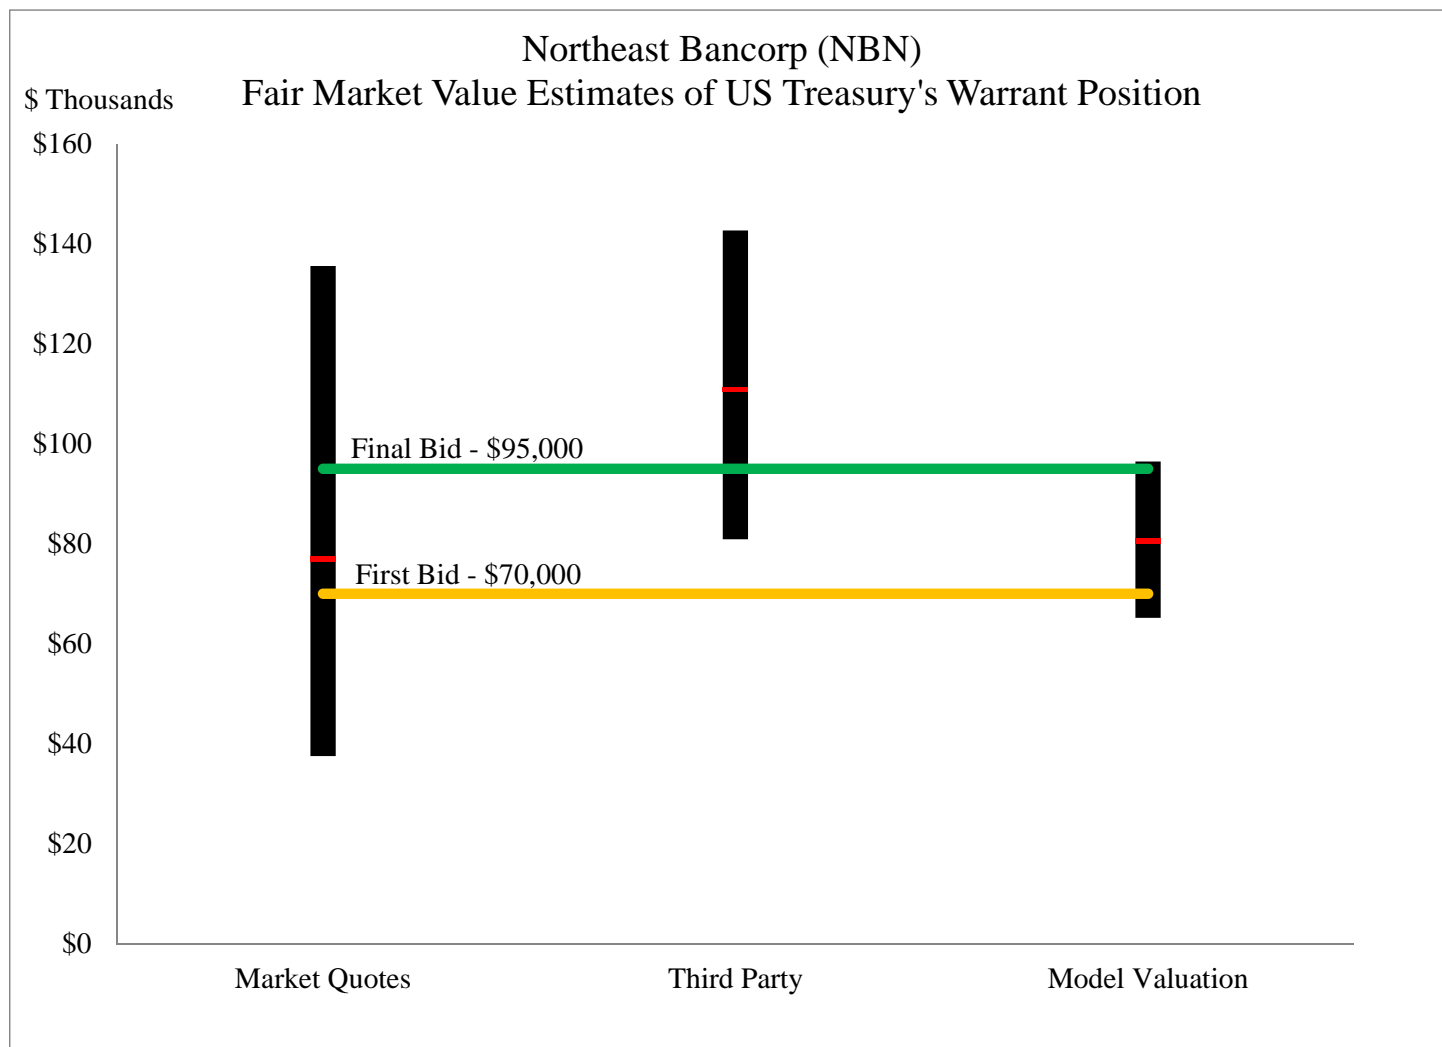 Northeast Bancorp (NBN)
Fair Market Value Estimates of US Treasury's Warrant Position
$ Thousands
$160
$140
$120
$100
$80
$60
$40
$20
$0
Final Bid - $95,000
First Bid - $70,000
Market Quotes
Third Party
Model Valuation